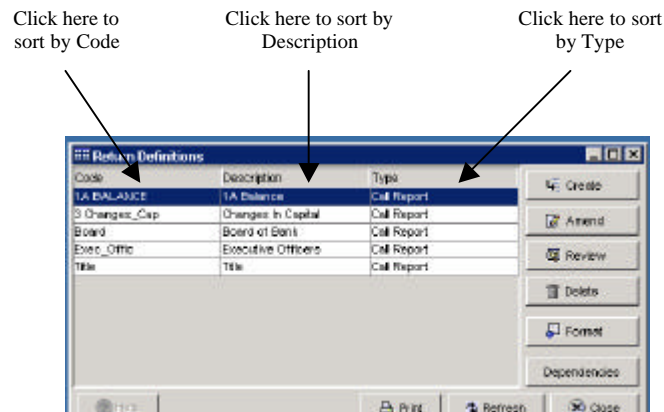 Click here to
sort by Code
Click here to sort by
Description
Click here to sort
by Type
Return Definitions
Code Description Type
1A BALANCE 1A Balance Call Report
3 Changes_Cap Changes In Capital Call Report
Board Board of Bank Call Report
Exec_Offic Executive Officers Call Report
Title Title Call Report
Create
Amend
Review
Delete
Format
Dependencies
Print Refresh Close